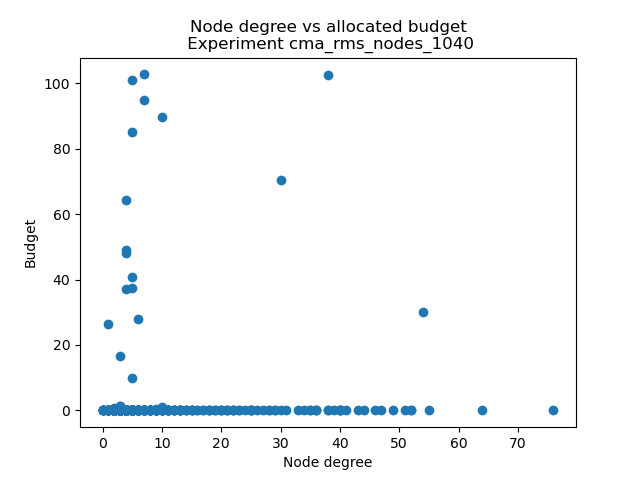 Node degree vs allocated budget
Experiment cma_rms_nodes_1040
Budget
100
80
60
40
20
0
0 10 20 30 40 50 60 70
Node degree